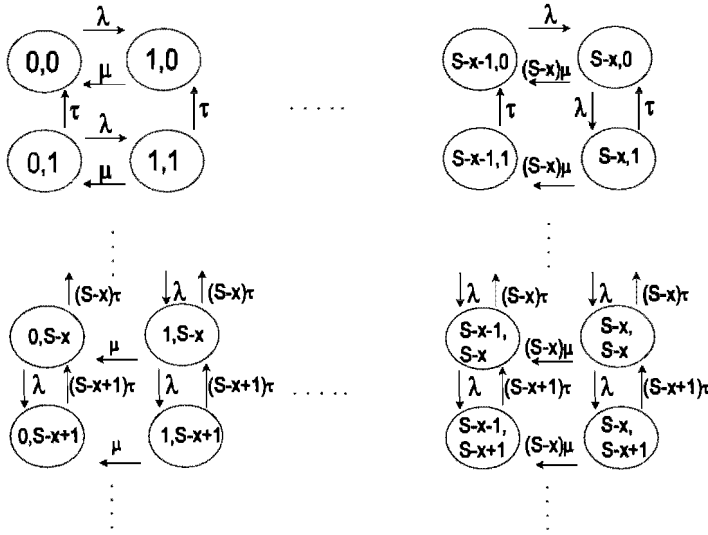 λ λ
0,0 1,0 S-x-1,0 S-x,0
μ (S-x)μ
τ τ τ λ τ
λ
0,1 1,1 S-x-1,1 S-x,1
μ (S-x)μ
(S-x)τ λ (S-x)τ λ (S-x)τ λ (S-x)τ
0,S-x 1,S-x S-x-1, S-x S-x, S-x
μ (S-x)μ
λ (S-x+1)τ λ (S-x+1)τ λ (S-x+1)τ λ (S-x+1)τ
0,S-x+1 1,S-x+1 S-x-1, S-x+1 S-x, S-x+1
μ (S-x)μ